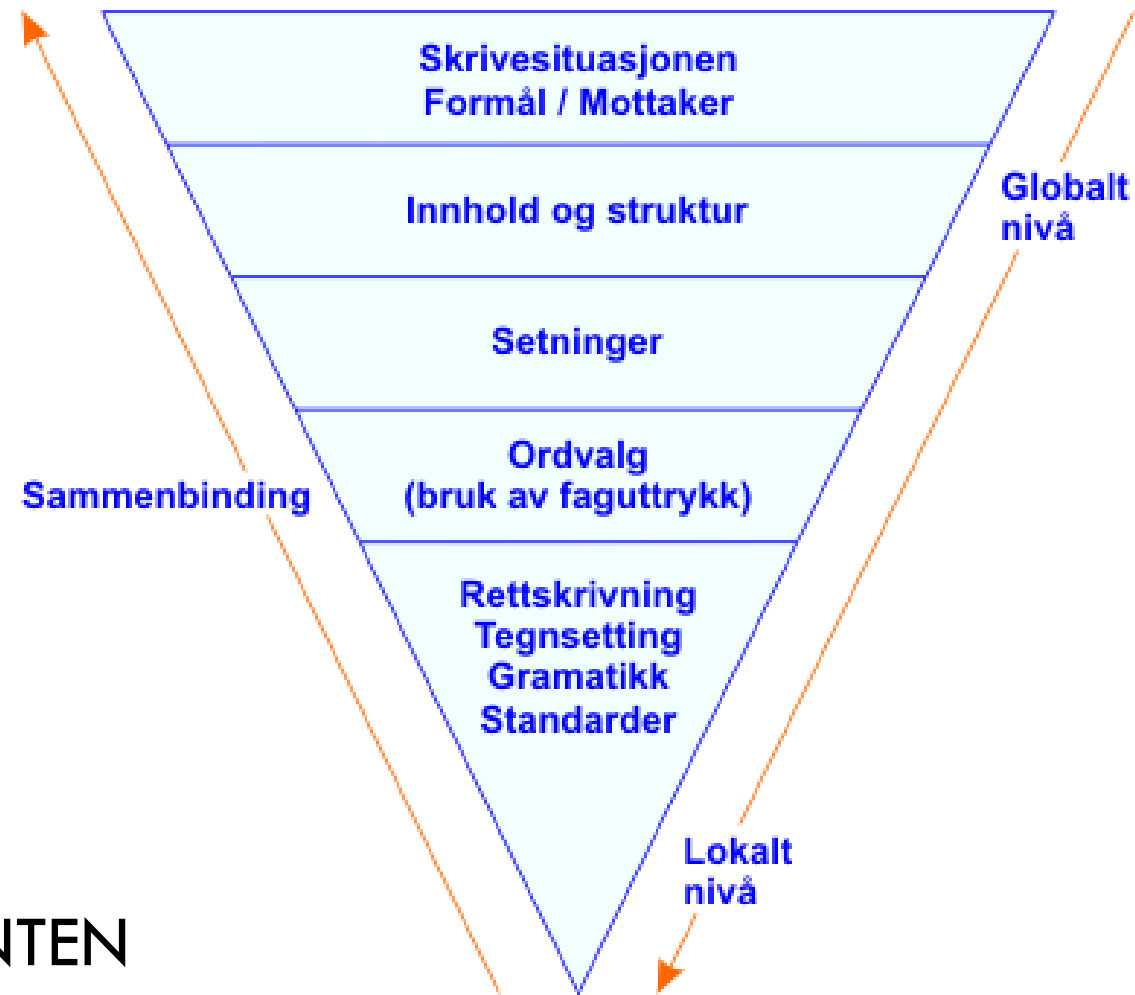 Skrivesituasjonen
Formål / Mottaker
Innhold og struktur
Globalt
nivå
Setninger
Ordvalg
(bruk av faguttrykk)
Sammenbinding
Rettskrivning
Tegnsetting
Gramatikk
Standarder
Lokalt
nivå
NTEN